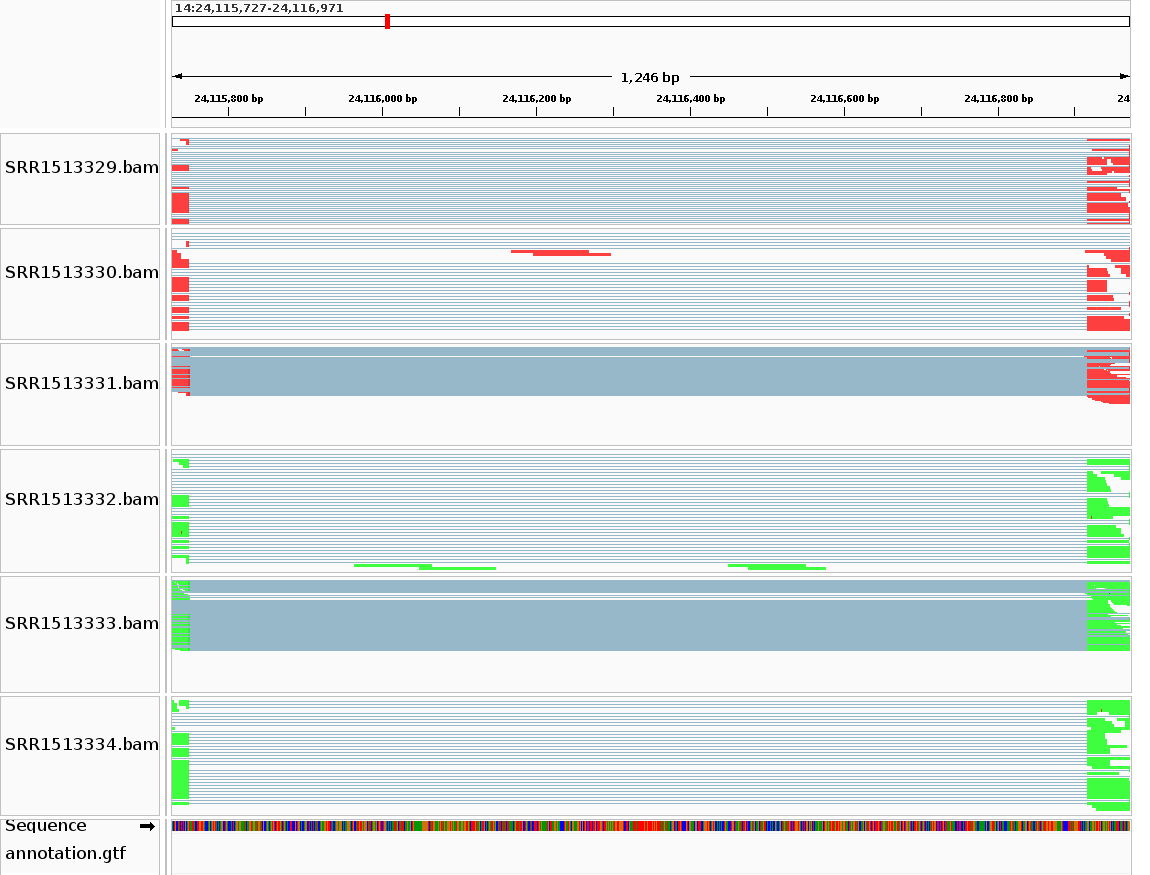 14:24,115,727-24,116,971
1,246 bp
24,115,800 bp 24,116,000 bp 24,116,200 bp 24,116,400 bp 24,116,600 bp 24,116,800 bp 24
SRR1513329.bam
SRR1513330.bam
SRR1513331.bam
SRR1513332.bam
SRR1513333.bam
SRR1513334.bam
Sequence
annotation.gtf